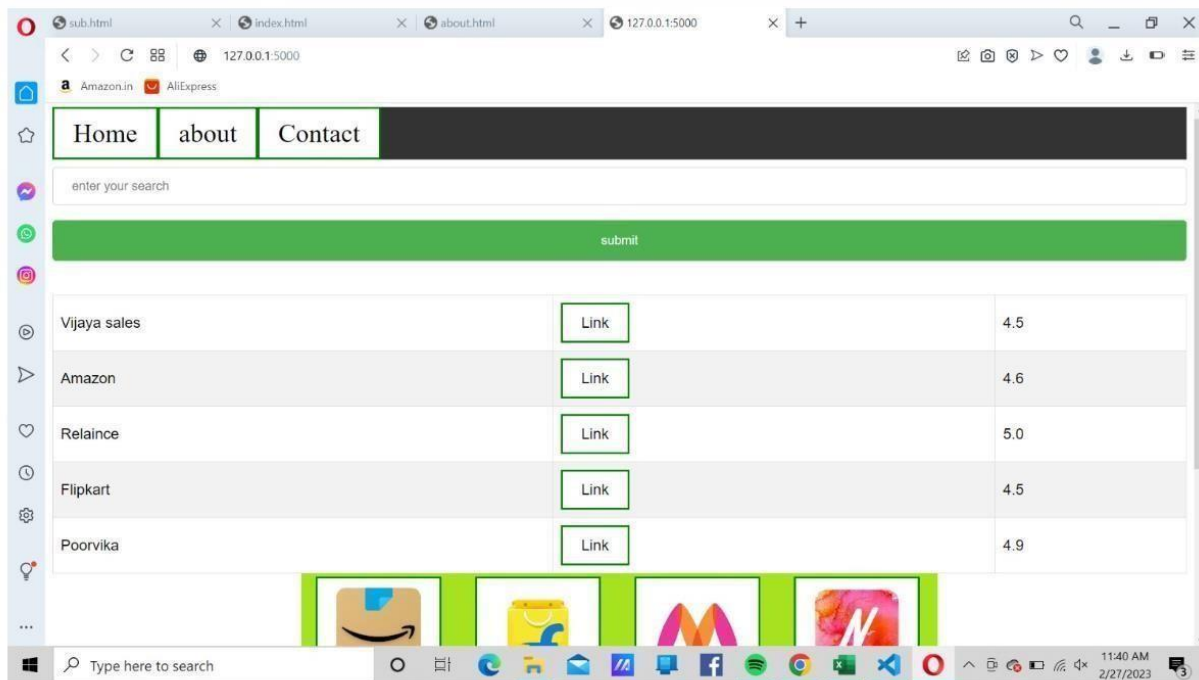 sub.html index.html about.html 127.0.0.1:5000
127.0.0.1:5000
a Amazon.in AliExpress
Home about Contact
enter your search
submit
Vijaya sales Link 4.5
Amazon Link 4.6
Relaince Link 5.0
Flipkart Link 4.5
Poorvika Link 4.9
Type here to search
11:40 AM
2/27/2023
3